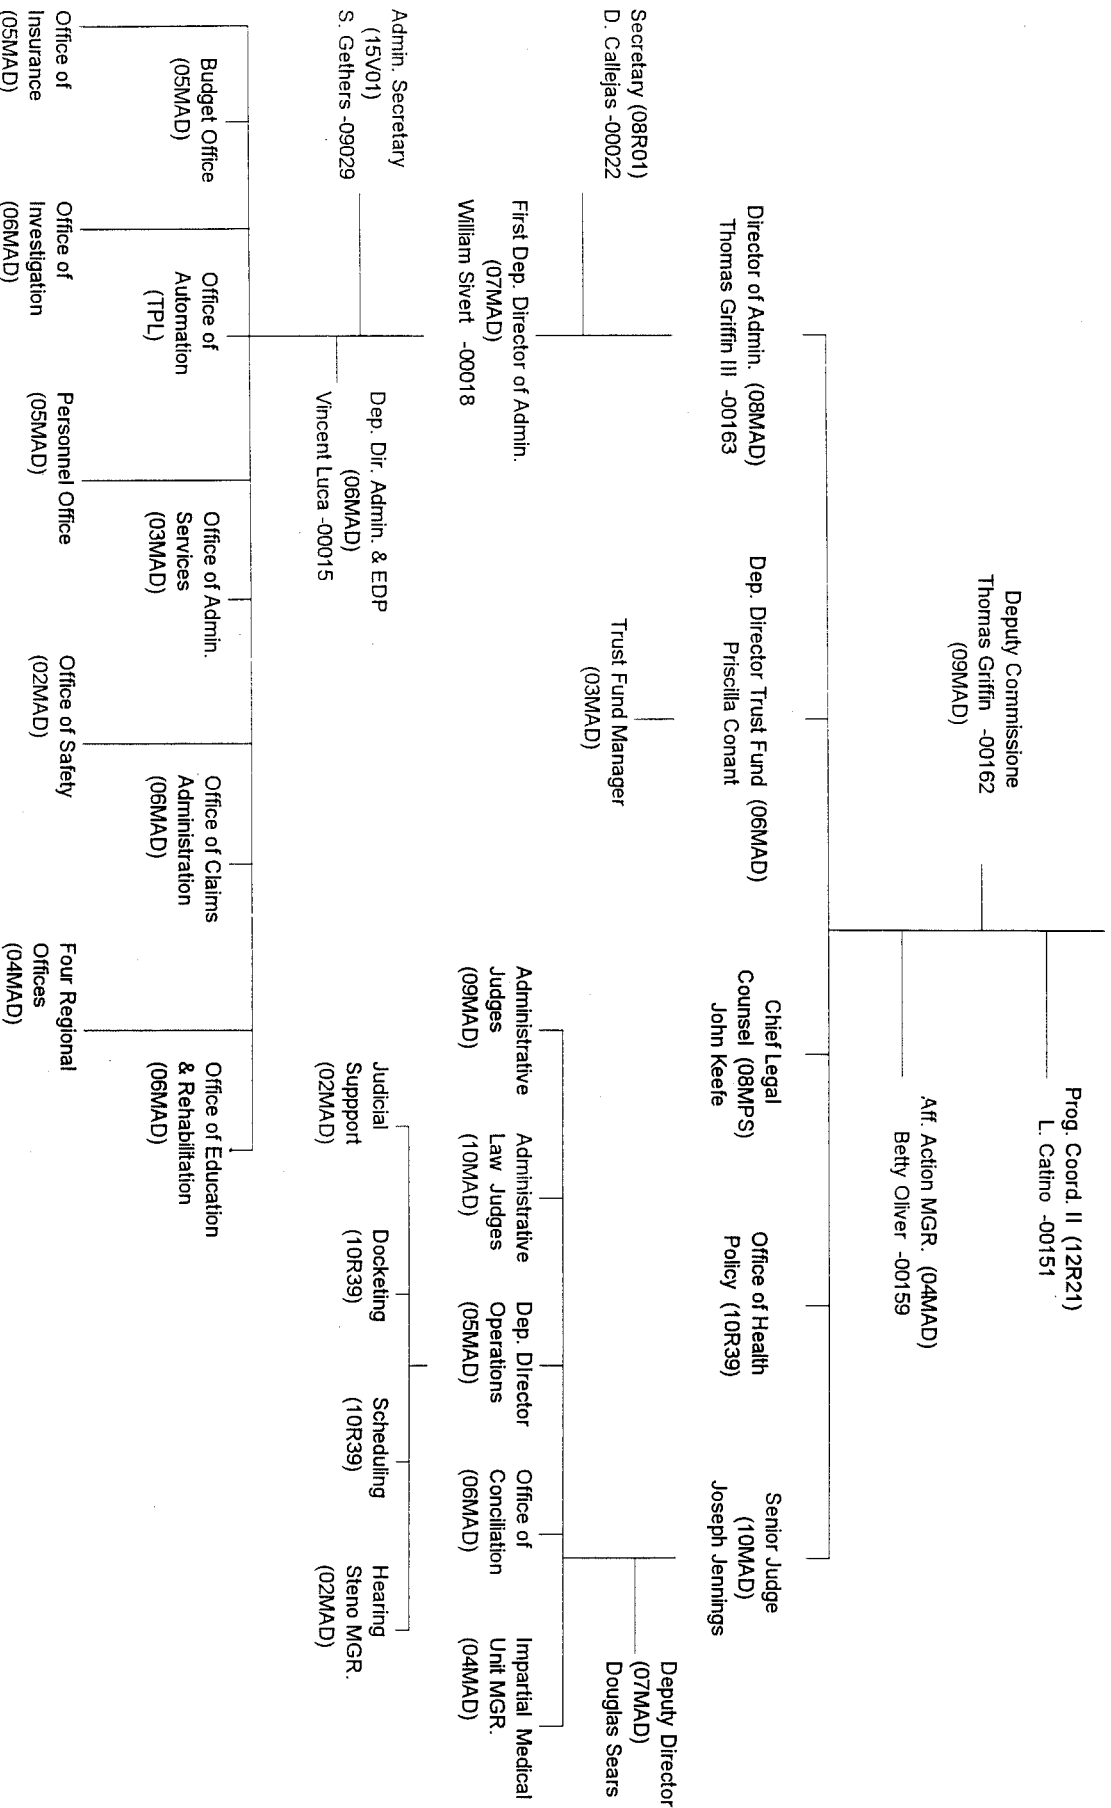 Prog. Coord. II (12R21)
L. Catino -00151
Deputy Commissione
Thomas Griffin -00162
(09MAD)
Aff. Action MGR. (04MAD)
Betty Oliver -00159
Director of Admin. (08MAD)
Thomas Griffin III -00163
Dep. Director Trust Fund (06MAD)
Priscilla Conant
Chief Legal
Counsel (08MPS)
John Keefe
Office of Health
Policy (10R39)
Senior Judge
(10MAD)
Joseph Jennings
Secretary (08R01)
D. Callejas -00022
Trust Fund Manager
(03MAD)
Deputy Director
(07MAD)
Douglas Sears
First Dep. Director of Admin.
(07MAD)
William Sivert -00018
Administrative
Judges
(09MAD)
Administrative
Law Judges
(10MAD)
Dep. DIrector
Operations
(05MAD)
Office of
Conciliation
(06MAD)
Impartial Medical
Unit MGR.
(04MAD)
Admin. Secretary
(15V01)
S. Gethers -09029
Dep. Dir. Admin. & EDP
(06MAD)
Vincent Luca -00015
Judicial
Suppport
(02MAD)
Docketing
(10R39)
Scheduling
(10R39)
Hearing
Steno MGR.
(02MAD)
Budget Office
(05MAD)
Office of
Automation
(TPL)
Office of Admin.
Services
(03MAD)
Office of Claims
Administration
(06MAD)
Office of Education
& Rehabilitation
(06MAD)
Office of
Insurance
(05MAD)
Office of
Investigation
(06MAD)
Personnel Office
(05MAD)
Office of Safety
(02MAD)
Four Regional
Offices
(04MAD)